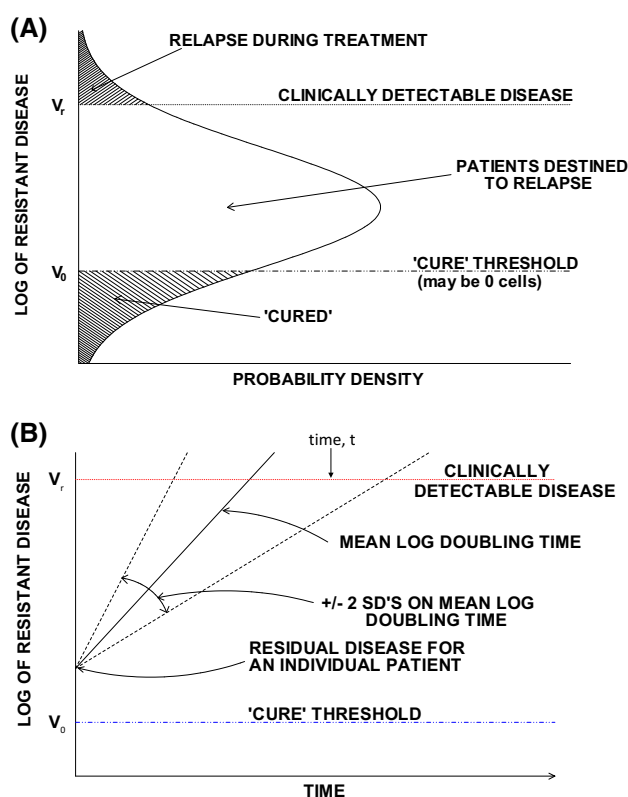 (A)
RELAPSE DURING TREATMENT
Vr
CLINICALLY DETECTABLE DISEASE
PATIENTS DESTINED
TO RELAPSE
LOG OF RESISTANT DISEASE
V0
'CURE' THRESHOLD
(may be 0 cells)
'CURED'
PROBABILITY DENSITY
(B)
time, t
Vr
CLINICALLY
DETECTABLE DISEASE
MEAN LOG DOUBLING TIME
LOG OF RESISTANT DISEASE
+/- 2 SD'S ON MEAN LOG
DOUBLING TIME
RESIDUAL DISEASE FOR
AN INDIVIDUAL PATIENT
V0
'CURE' THRESHOLD
TIME